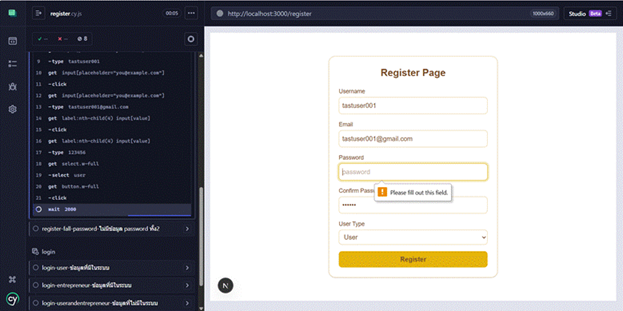 register.cy.js
00:05
http://localhost:3000/register
1000x660
Studio
Beta
✓ --
✗ --
8
9 -type tastuser001
10 get input[placeholder="you@example.com"]
11 -click
12 get input[placeholder="you@example.com"]
13 -type tastuser001@gmail.com
14 get label:nth-child(4) input[value]
15 -click
16 get label:nth-child(4) input[value]
17 -type 123456
18 get select.w-full
19 -select user
20 get button.w-full
21 -click
wait 2000
register-fall-password-ไม่มีข้อมูล password ทั้ง2
login
login-user-ข้อมูลที่มีในระบบ
login-entrepreneur-ข้อมูลที่มีในระบบ
login-userandentrepreneur-ข้อมูลที่ไม่มีในระบบ
cy
Register Page
Username
tastuser001
Email
tastuser001@gmail.com
Password
password
Please fill out this field.
Confirm Passw
••••••
User Type
User
Register
N